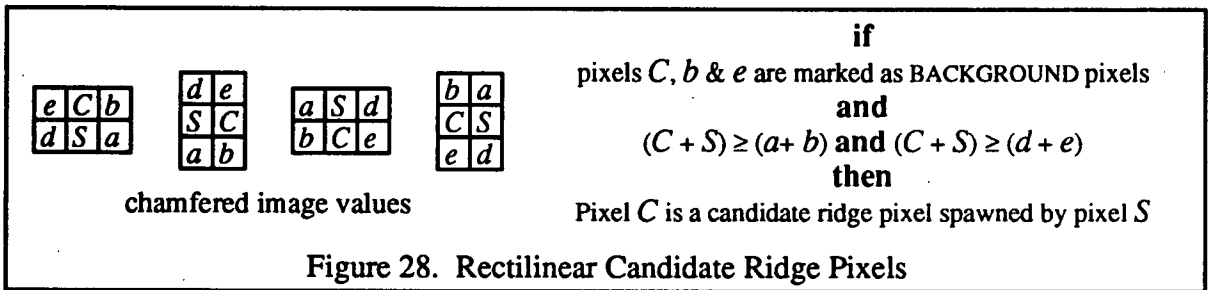 e C b
d S a
d e
S C
a b
a S d
b C e
b a
C S
e d
chamfered image values
if
pixels C, b & e are marked as BACKGROUND pixels
and
(C + S) ≥ (a+ b) and (C + S) ≥ (d + e)
then
Pixel C is a candidate ridge pixel spawned by pixel S
Figure 28. Rectilinear Candidate Ridge Pixels